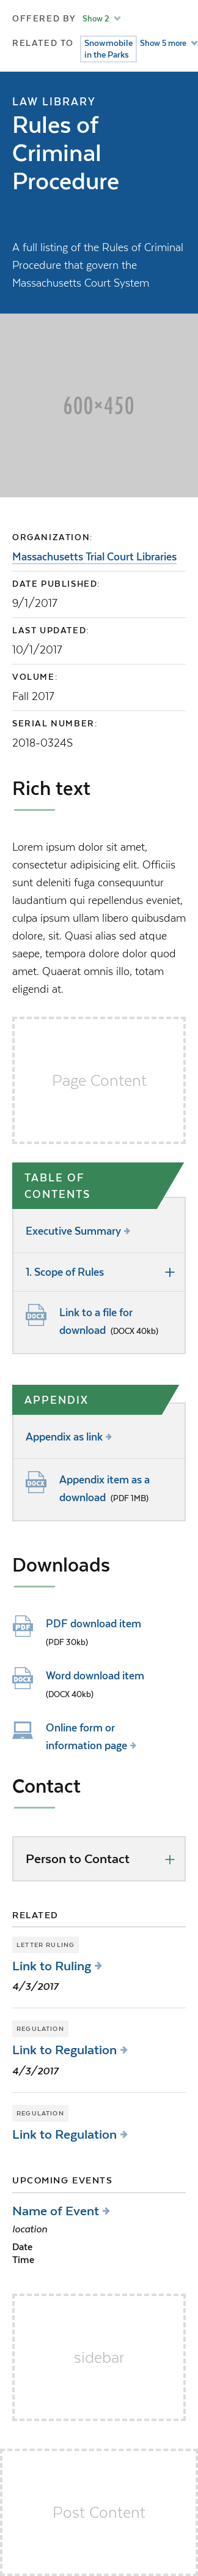 OFFERED BY Show 2
RELATED TO Snowmobile Show 5 more
in the Parks
LAW LIBRARY
Rules of
Criminal
Procedure
A full listing of the Rules of Criminal
Procedure that govern the
Massachusetts Court System
600×450
ORGANIZATION:
Massachusetts Trial Court Libraries
DATE PUBLISHED:
9/1/2017
LAST UPDATED:
10/1/2017
VOLUME:
Fall 2017
SERIAL NUMBER:
2018-0324S
Rich text
Lorem ipsum dolor sit amet,
consectetur adipisicing elit. Officiis
sunt deleniti fuga consequuntur
laudantium qui repellendus eveniet,
culpa ipsum ullam libero quibusdam
dolore, sit. Quasi alias sed atque
saepe, tempora dolore dolor quod
amet. Quaerat omnis illo, totam
eligendi at.
Page Content
TABLE OF
CONTENTS
Executive Summary
1. Scope of Rules
DOCX
Link to a file for
download (DOCX 40kb)
APPENDIX
Appendix as link
DOCX
Appendix item as a
download (PDF 1MB)
Downloads
PDF
PDF download item
(PDF 30kb)
DOCX
Word download item
(DOCX 40kb)
Online form or
information page
Contact
Person to Contact
RELATED
LETTER RULING
Link to Ruling
4/3/2017
REGULATION
Link to Regulation
4/3/2017
REGULATION
Link to Regulation
UPCOMING EVENTS
Name of Event
location
Date
Time
sidebar
Post Content